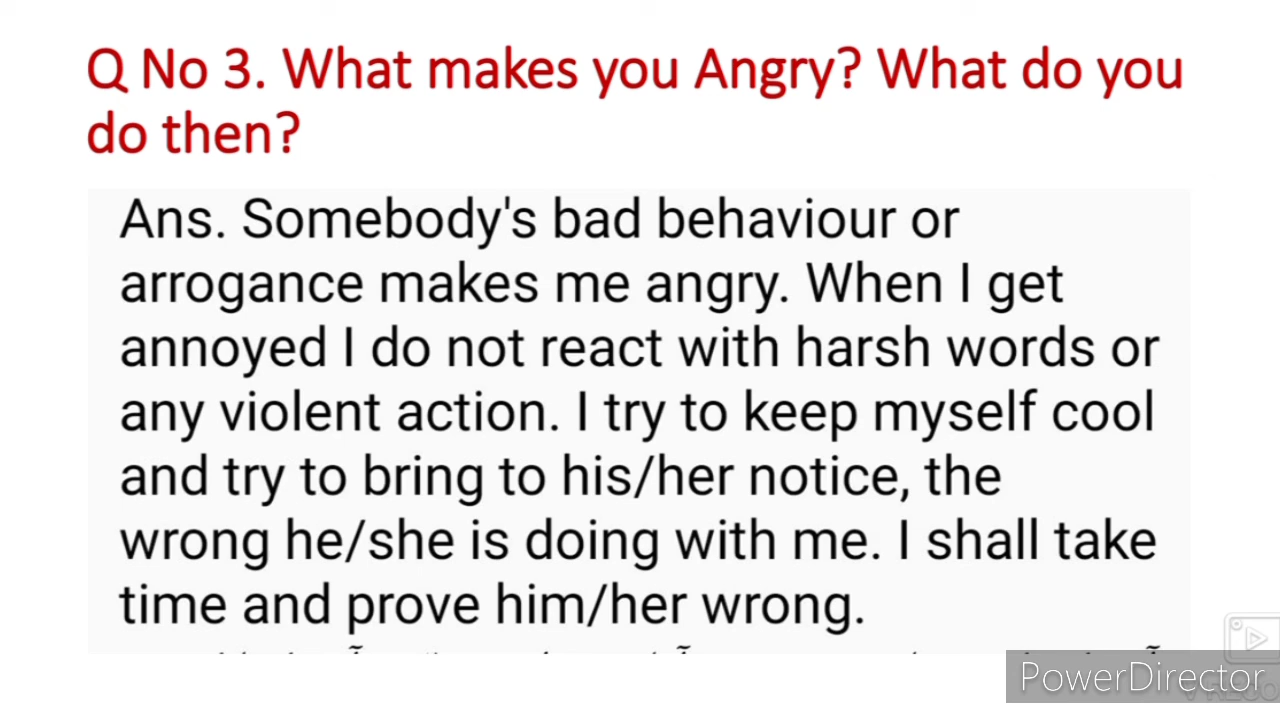 Q No 3. What makes you Angry? What do you
do then?
Ans. Somebody's bad behaviour or
arrogance makes me angry. When I get
annoyed I do not react with harsh words or
any violent action. I try to keep myself cool
and try to bring to his/her notice, the
wrong he/she is doing with me. I shall take
time and prove him/her wrong.
PowerDirector